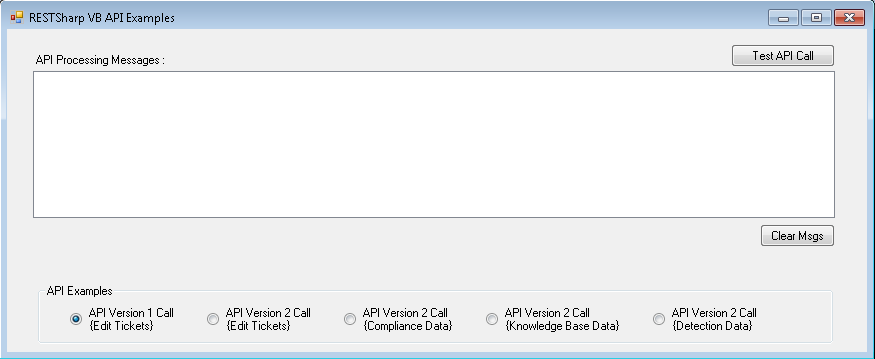 RESTSharp VB API Examples
API Processing Messages :
Test API Call
Clear Msgs
API Examples
API Version 1 Call
{Edit Tickets}
API Version 2 Call
{Edit Tickets}
API Version 2 Call
{Compliance Data}
API Version 2 Call
{Knowledge Base Data}
API Version 2 Call
{Detection Data}